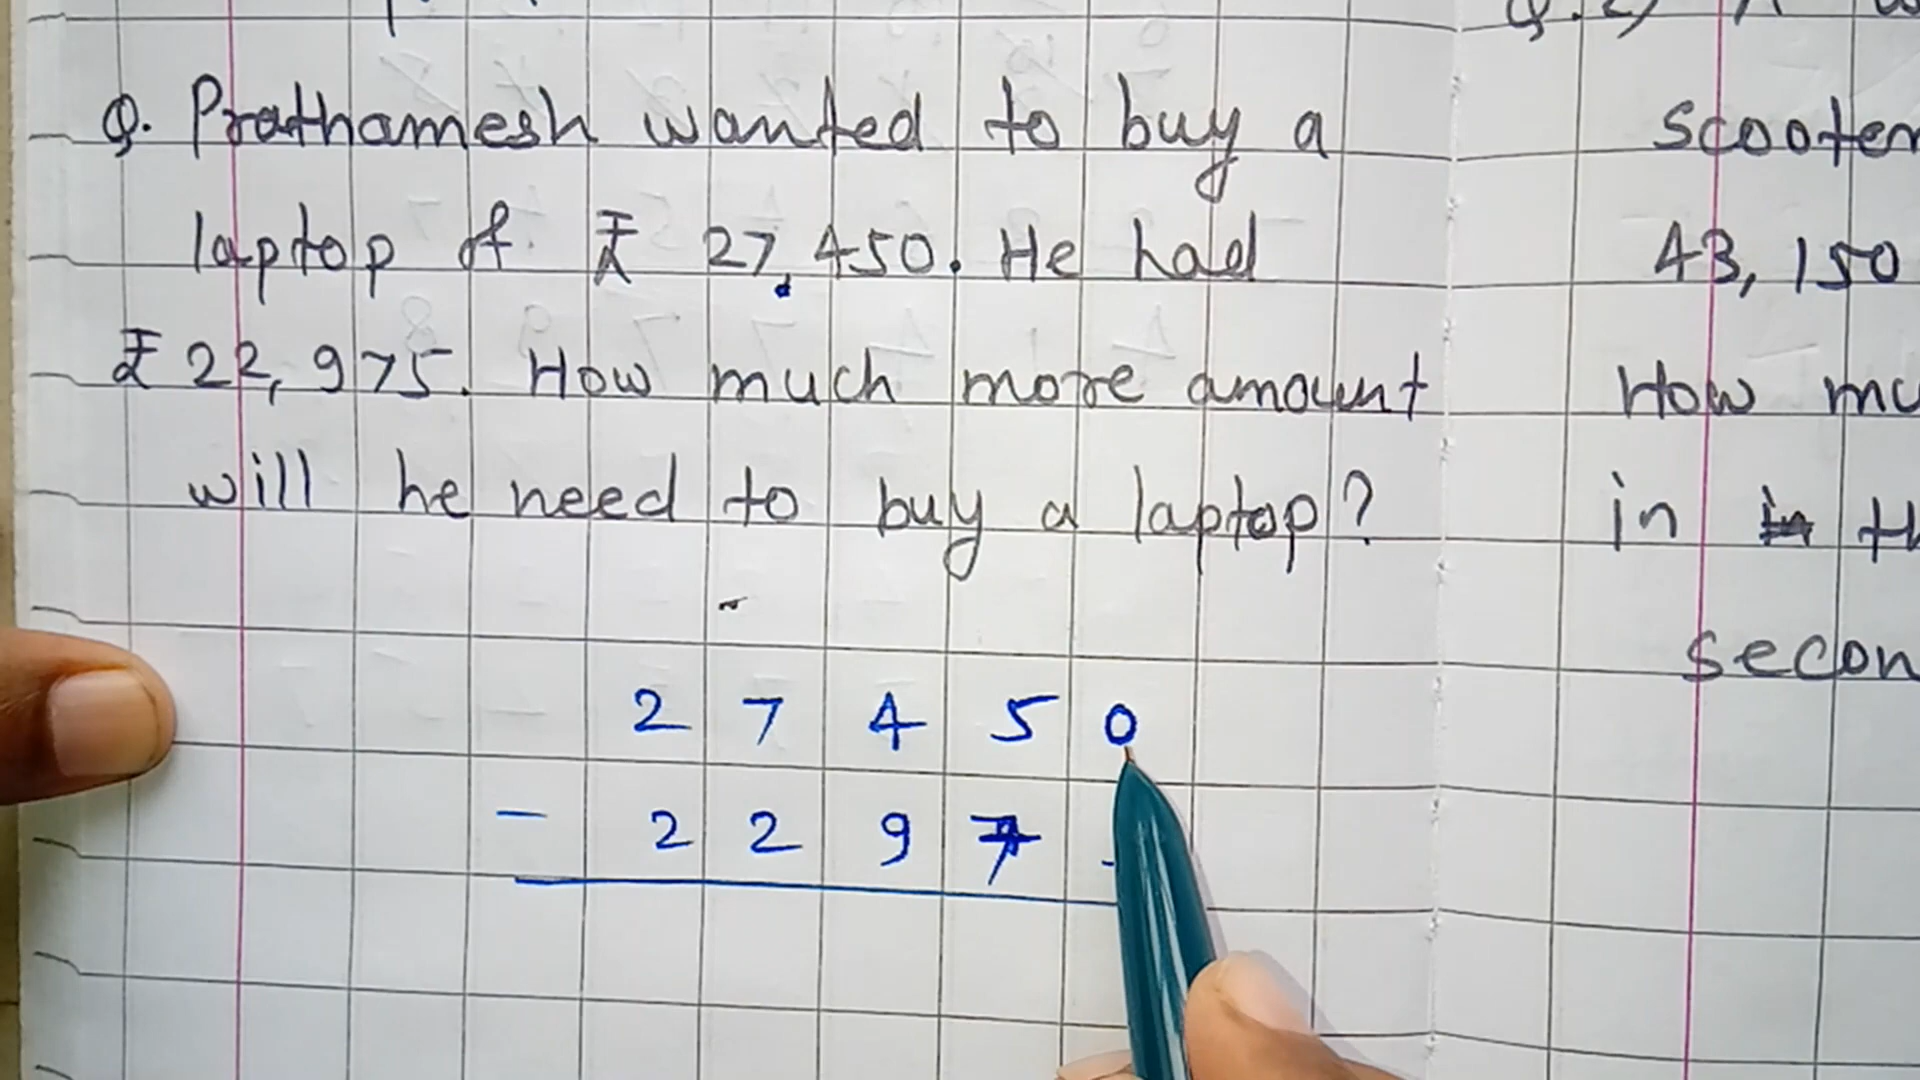 Q. Prathamesh wanted to buy a
laptop of ₹ 27,450. He had
₹ 22,975. How much more amount
will he need to buy a laptop?
2 7 4 5 0
- 2 2 9 7
scooter
43,150
How mu
in in th
secon